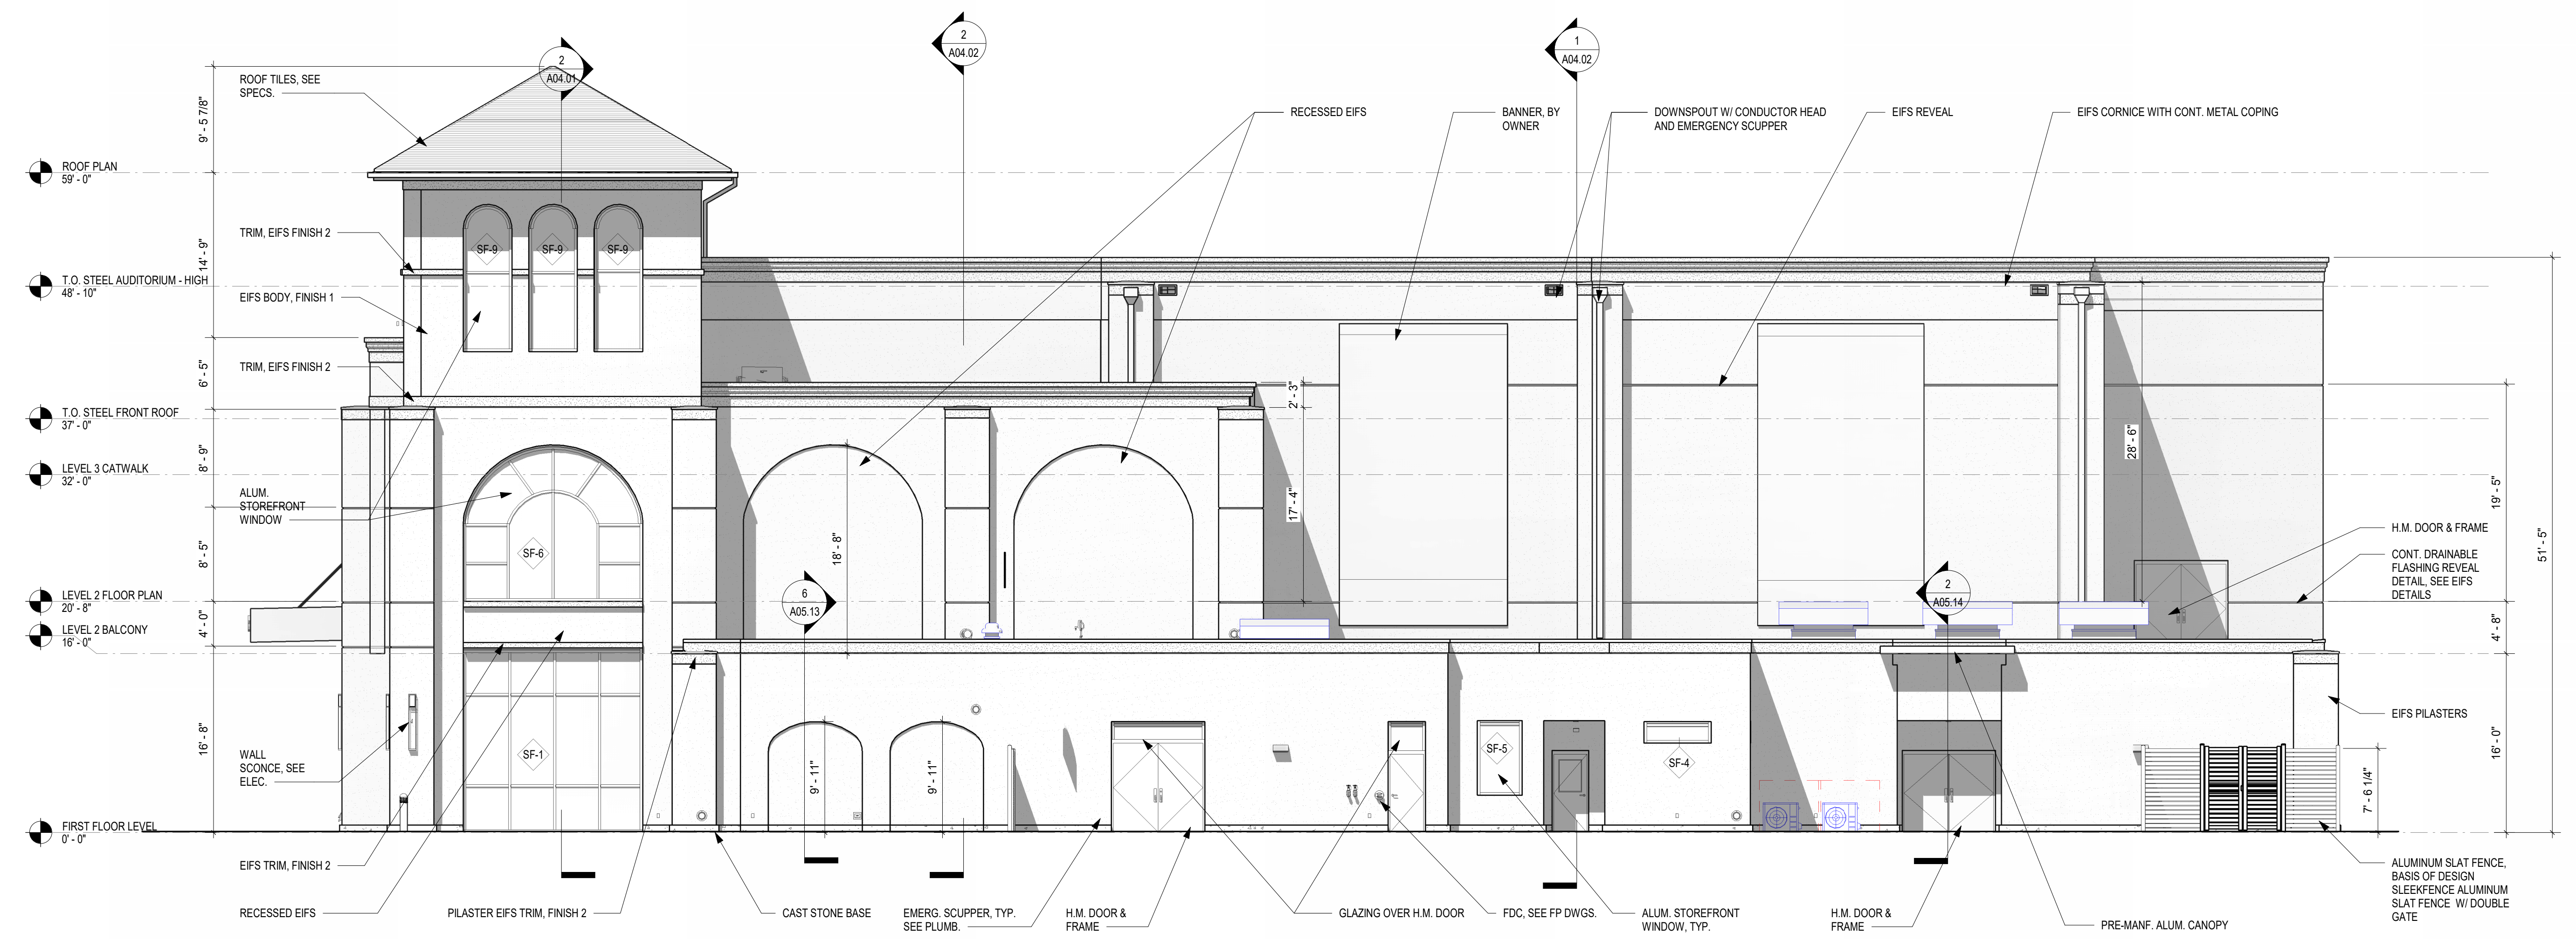 2
A04.01
2
A04.02
1
A04.02
ROOF TILES, SEE
SPECS.
RECESSED EIFS
BANNER, BY
OWNER
DOWNSPOUT W/ CONDUCTOR HEAD
AND EMERGENCY SCUPPER
EIFS REVEAL
EIFS CORNICE WITH CONT. METAL COPING
9' - 5 7/8"
ROOF PLAN
59' - 0"
TRIM, EIFS FINISH 2
14' - 9"
SF-9
SF-9
SF-9
T.O. STEEL AUDITORIUM - HIGH
48' - 10"
EIFS BODY, FINISH 1
TRIM, EIFS FINISH 2
6' - 5"
2' - 3"
T.O. STEEL FRONT ROOF
37' - 0"
28' - 6"
8' - 9"
LEVEL 3 CATWALK
32' - 0"
ALUM.
STOREFRONT
WINDOW
17' - 4"
19' - 5"
18' - 8"
51' - 5"
H.M. DOOR & FRAME
8' - 5"
SF-6
CONT. DRAINABLE
FLASHING REVEAL
DETAIL, SEE EIFS
DETAILS
6
A05.13
2
A05.14
LEVEL 2 FLOOR PLAN
20' - 8"
4' - 0"
4' - 8"
LEVEL 2 BALCONY
16' - 0"
EIFS PILASTERS
16' - 8"
16' - 0"
WALL
SCONCE, SEE
ELEC.
SF-1
9' - 11"
9' - 11"
SF-5
SF-4
7' - 6 1/4"
FIRST FLOOR LEVEL
0' - 0"
EIFS TRIM, FINISH 2
ALUMINUM SLAT FENCE,
BASIS OF DESIGN
SLEEKFENCE ALUMINUM
SLAT FENCE W/ DOUBLE
GATE
RECESSED EIFS
PILASTER EIFS TRIM, FINISH 2
CAST STONE BASE
EMERG. SCUPPER, TYP.
SEE PLUMB.
H.M. DOOR &
FRAME
GLAZING OVER H.M. DOOR
FDC, SEE FP DWGS.
ALUM. STOREFRONT
WINDOW, TYP.
H.M. DOOR &
FRAME
PRE-MANF. ALUM. CANOPY